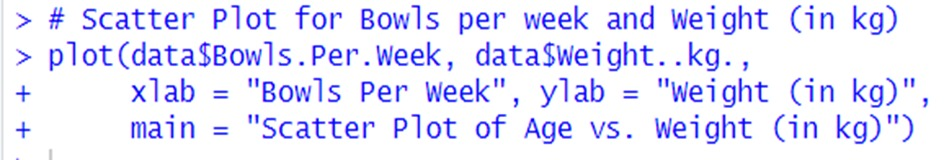 > # Scatter Plot for Bowls per week and Weight (in kg)
> plot(data$Bowls.Per.Week, data$Weight..kg.,
+      xlab = "Bowls Per Week", ylab = "Weight (in kg)",
+      main = "Scatter Plot of Age vs. Weight (in kg)")